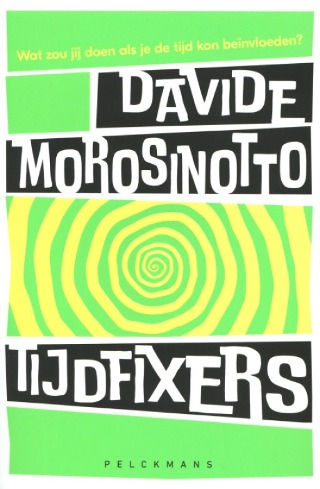 Wat zou jij doen als je de tijd kon beïnvloeden?
DAVIDE
MOROSINOTTO
TIJDFIXERS
PELCKMANS